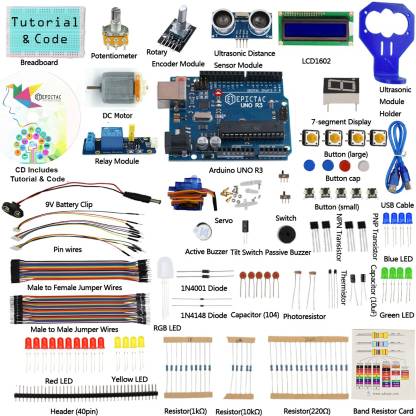 Tutorial
& Code
Breadboard
Potentiometer
Rotary
Encoder Module
Ultrasonic Distance
Sensor Module
LCD1602
Ultrasonic
Module
Holder
DC Motor
7-segment Display
EPICTAC
UNO R3
CD Includes
Tutorial & Code
Relay Module
Arduino UNO R3
Button (large)
Button cap
USB Cable
9V Battery Clip
Servo
Switch
Button (small)
NPN Transistor
PNP Transistor
Pin wires
Active Buzzer
Tilt Switch
Passive Buzzer
Blue LED
Male to Female Jumper Wires
1N4001 Diode
Thermistor
Capacitor (10uF)
1N4148 Diode
Capacitor (104)
Photoresistor
Green LED
Male to Male Jumper Wires
RGB LED
Red LED
Yellow LED
Header (40pin)
Resistor(1kΩ)
Resistor(10kΩ)
Resistor(220Ω)
Band Resistor Card